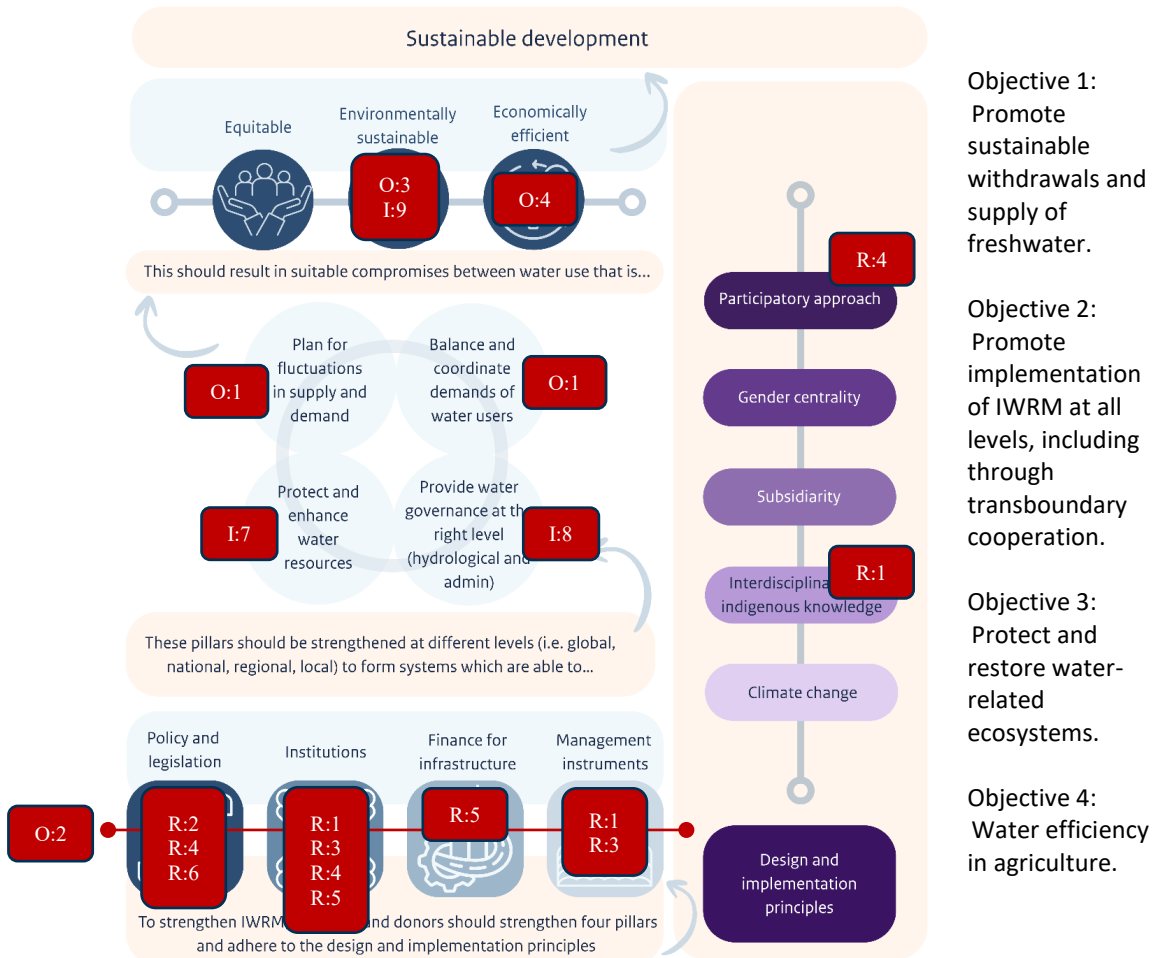 Sustainable development
Equitable
Environmentally
sustainable
Economically
efficient
O:3
I:9
O:4
This should result in suitable compromises between water use that is...
Plan for
fluctuations
in supply and
demand
O:1
Balance and
coordinate
demands of
water users
O:1
Protect and
enhance
water
resources
I:7
Provide water
governance at the
right level
(hydrological and
admin)
I:8
These pillars should be strengthened at different levels (i.e. global,
national, regional, local) to form systems which are able to...
Policy and
legislation
Institutions
Finance for
infrastructure
Management
instruments
O:2
R:2
R:4
R:6
R:1
R:3
R:4
R:5
R:5
R:1
R:3
To strengthen IWRM and donors should strengthen four pillars
and adhere to the design and implementation principles
R:4
Participatory approach
Gender centrality
Subsidiarity
R:1
indigenous knowledge
Climate change
Design and
implementation
principles
Objective 1:
Promote
sustainable
withdrawals and
supply of
freshwater.
Objective 2:
Promote
implementation
of IWRM at all
levels, including
through
transboundary
cooperation.
Objective 3:
Protect and
restore water-
related
ecosystems.
Objective 4:
Water efficiency
in agriculture.